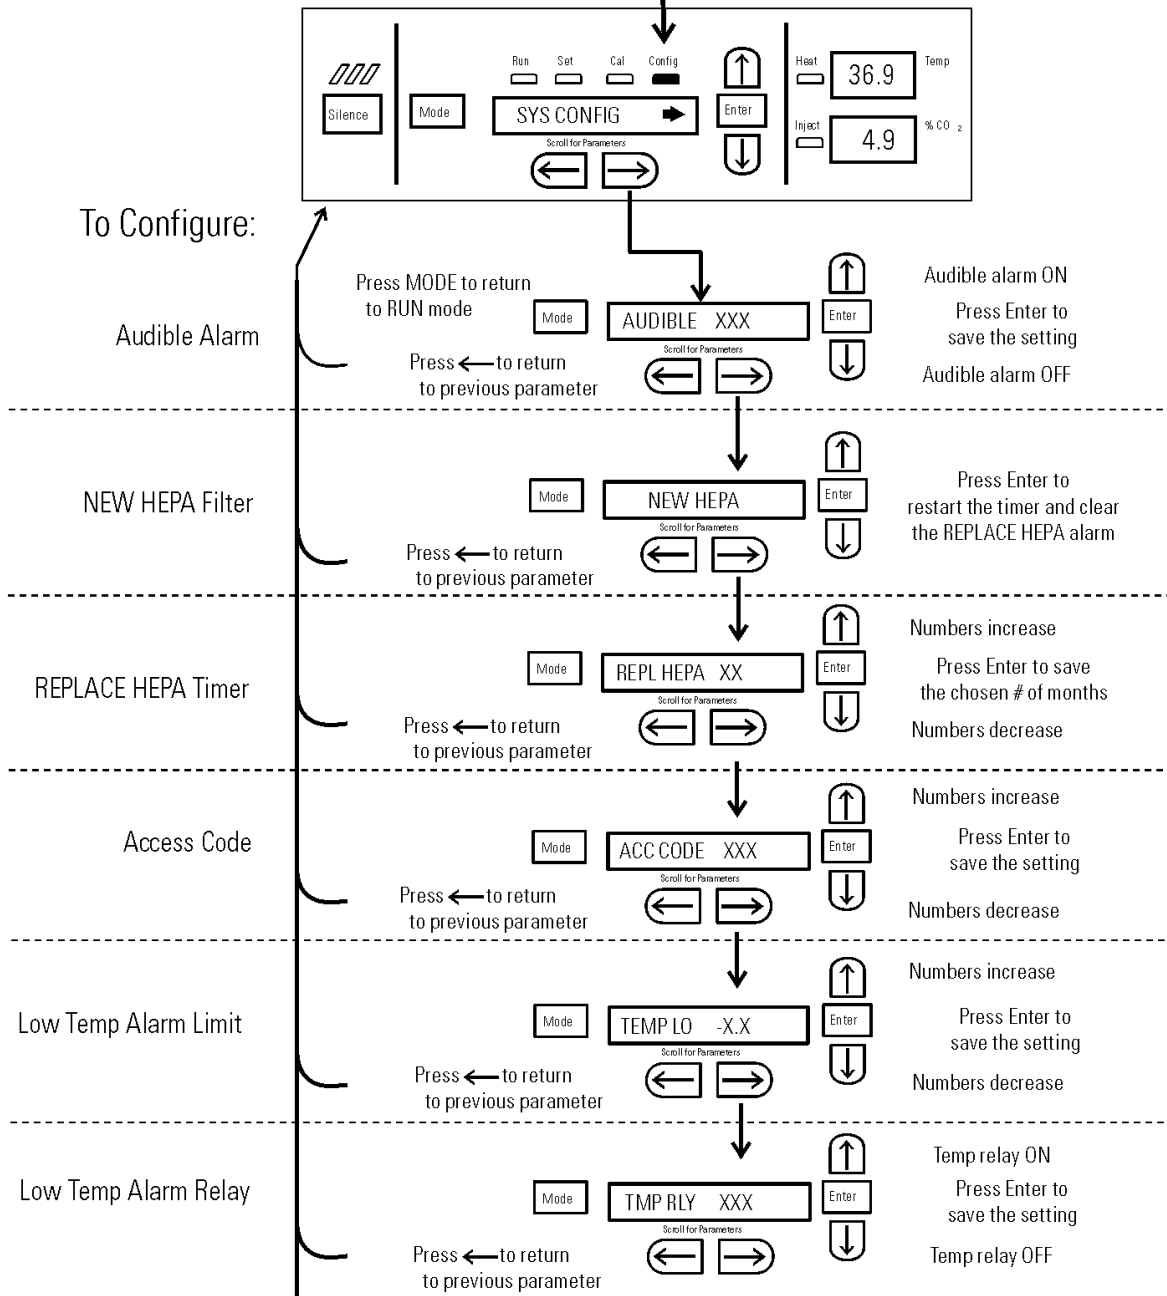 Run Set Cal Config
Heat 36.9 Temp
Silence Mode SYS CONFIG Enter
Inject 4.9 % CO 2
Scroll for Parameters
To Configure:
Audible Alarm
Press MODE to return
to RUN mode
Mode AUDIBLE XXX Enter
Scroll for Parameters
Press ← to return
to previous parameter
Audible alarm ON
Press Enter to
save the setting
Audible alarm OFF
NEW HEPA Filter
Mode NEW HEPA Enter
Scroll for Parameters
Press ← to return
to previous parameter
Press Enter to
restart the timer and clear
the REPLACE HEPA alarm
REPLACE HEPA Timer
Mode REPL HEPA XX Enter
Scroll for Parameters
Press ← to return
to previous parameter
Numbers increase
Press Enter to save
the chosen # of months
Numbers decrease
Access Code
Mode ACC CODE XXX Enter
Scroll for Parameters
Press ← to return
to previous parameter
Numbers increase
Press Enter to
save the setting
Numbers decrease
Low Temp Alarm Limit
Mode TEMP LO -X.X Enter
Scroll for Parameters
Press ← to return
to previous parameter
Numbers increase
Press Enter to
save the setting
Numbers decrease
Low Temp Alarm Relay
Mode TMP RLY XXX Enter
Scroll for Parameters
Press ← to return
to previous parameter
Temp relay ON
Press Enter to
save the setting
Temp relay OFF